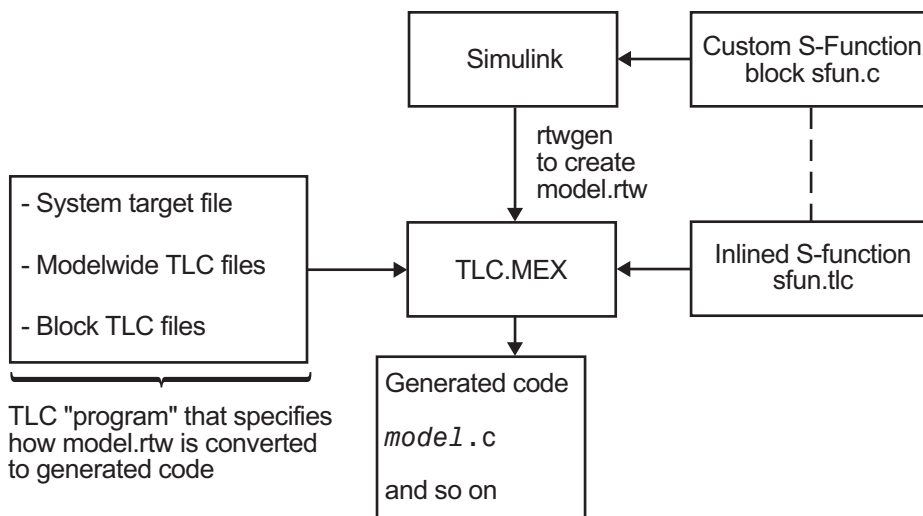 Simulink
Custom S-Function
block sfun.c
rtwgen
to create
model.rtw
- System target file
- Modelwide TLC files
- Block TLC files
TLC.MEX
Inlined S-function
sfun.tlc
TLC "program" that specifies
how model.rtw is converted
to generated code
Generated code
model.c
and so on